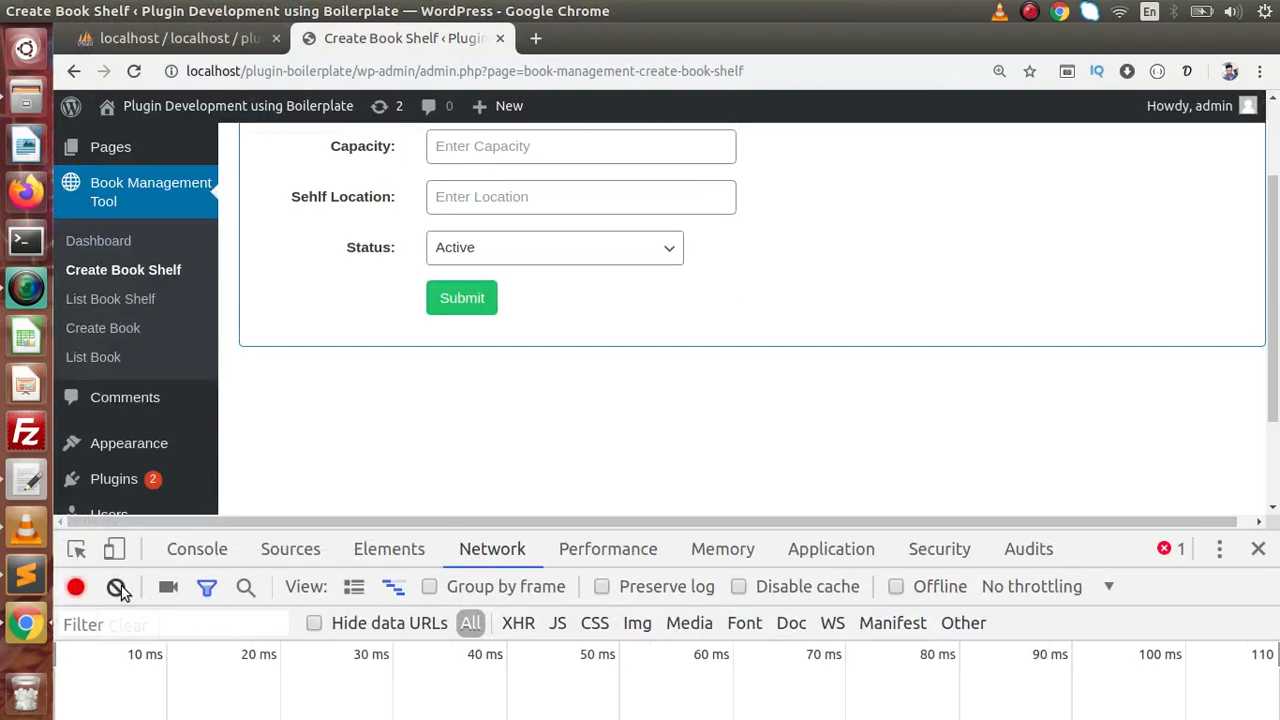 Create Book Shelf ‹ Plugin Development using Boilerplate — WordPress - Google Chrome
En
localhost / localhost / plu
Create Book Shelf ‹ Plugin
localhost/plugin-boilerplate/wp-admin/admin.php?page=book-management-create-book-shelf
IQ
Plugin Development using Boilerplate
2
0
New
Howdy, admin
Pages
Book Management
Tool
Dashboard
Create Book Shelf
List Book Shelf
Create Book
List Book
Comments
Appearance
Plugins 2
Users
Capacity: Enter Capacity
Sehlf Location: Enter Location
Status: Active
Submit
Console Sources Elements Network Performance Memory Application Security Audits 1
View: Group by frame Preserve log Disable cache Offline No throttling
Filter Clear Hide data URLs All XHR JS CSS Img Media Font Doc WS Manifest Other
10 ms 20 ms 30 ms 40 ms 50 ms 60 ms 70 ms 80 ms 90 ms 100 ms 110